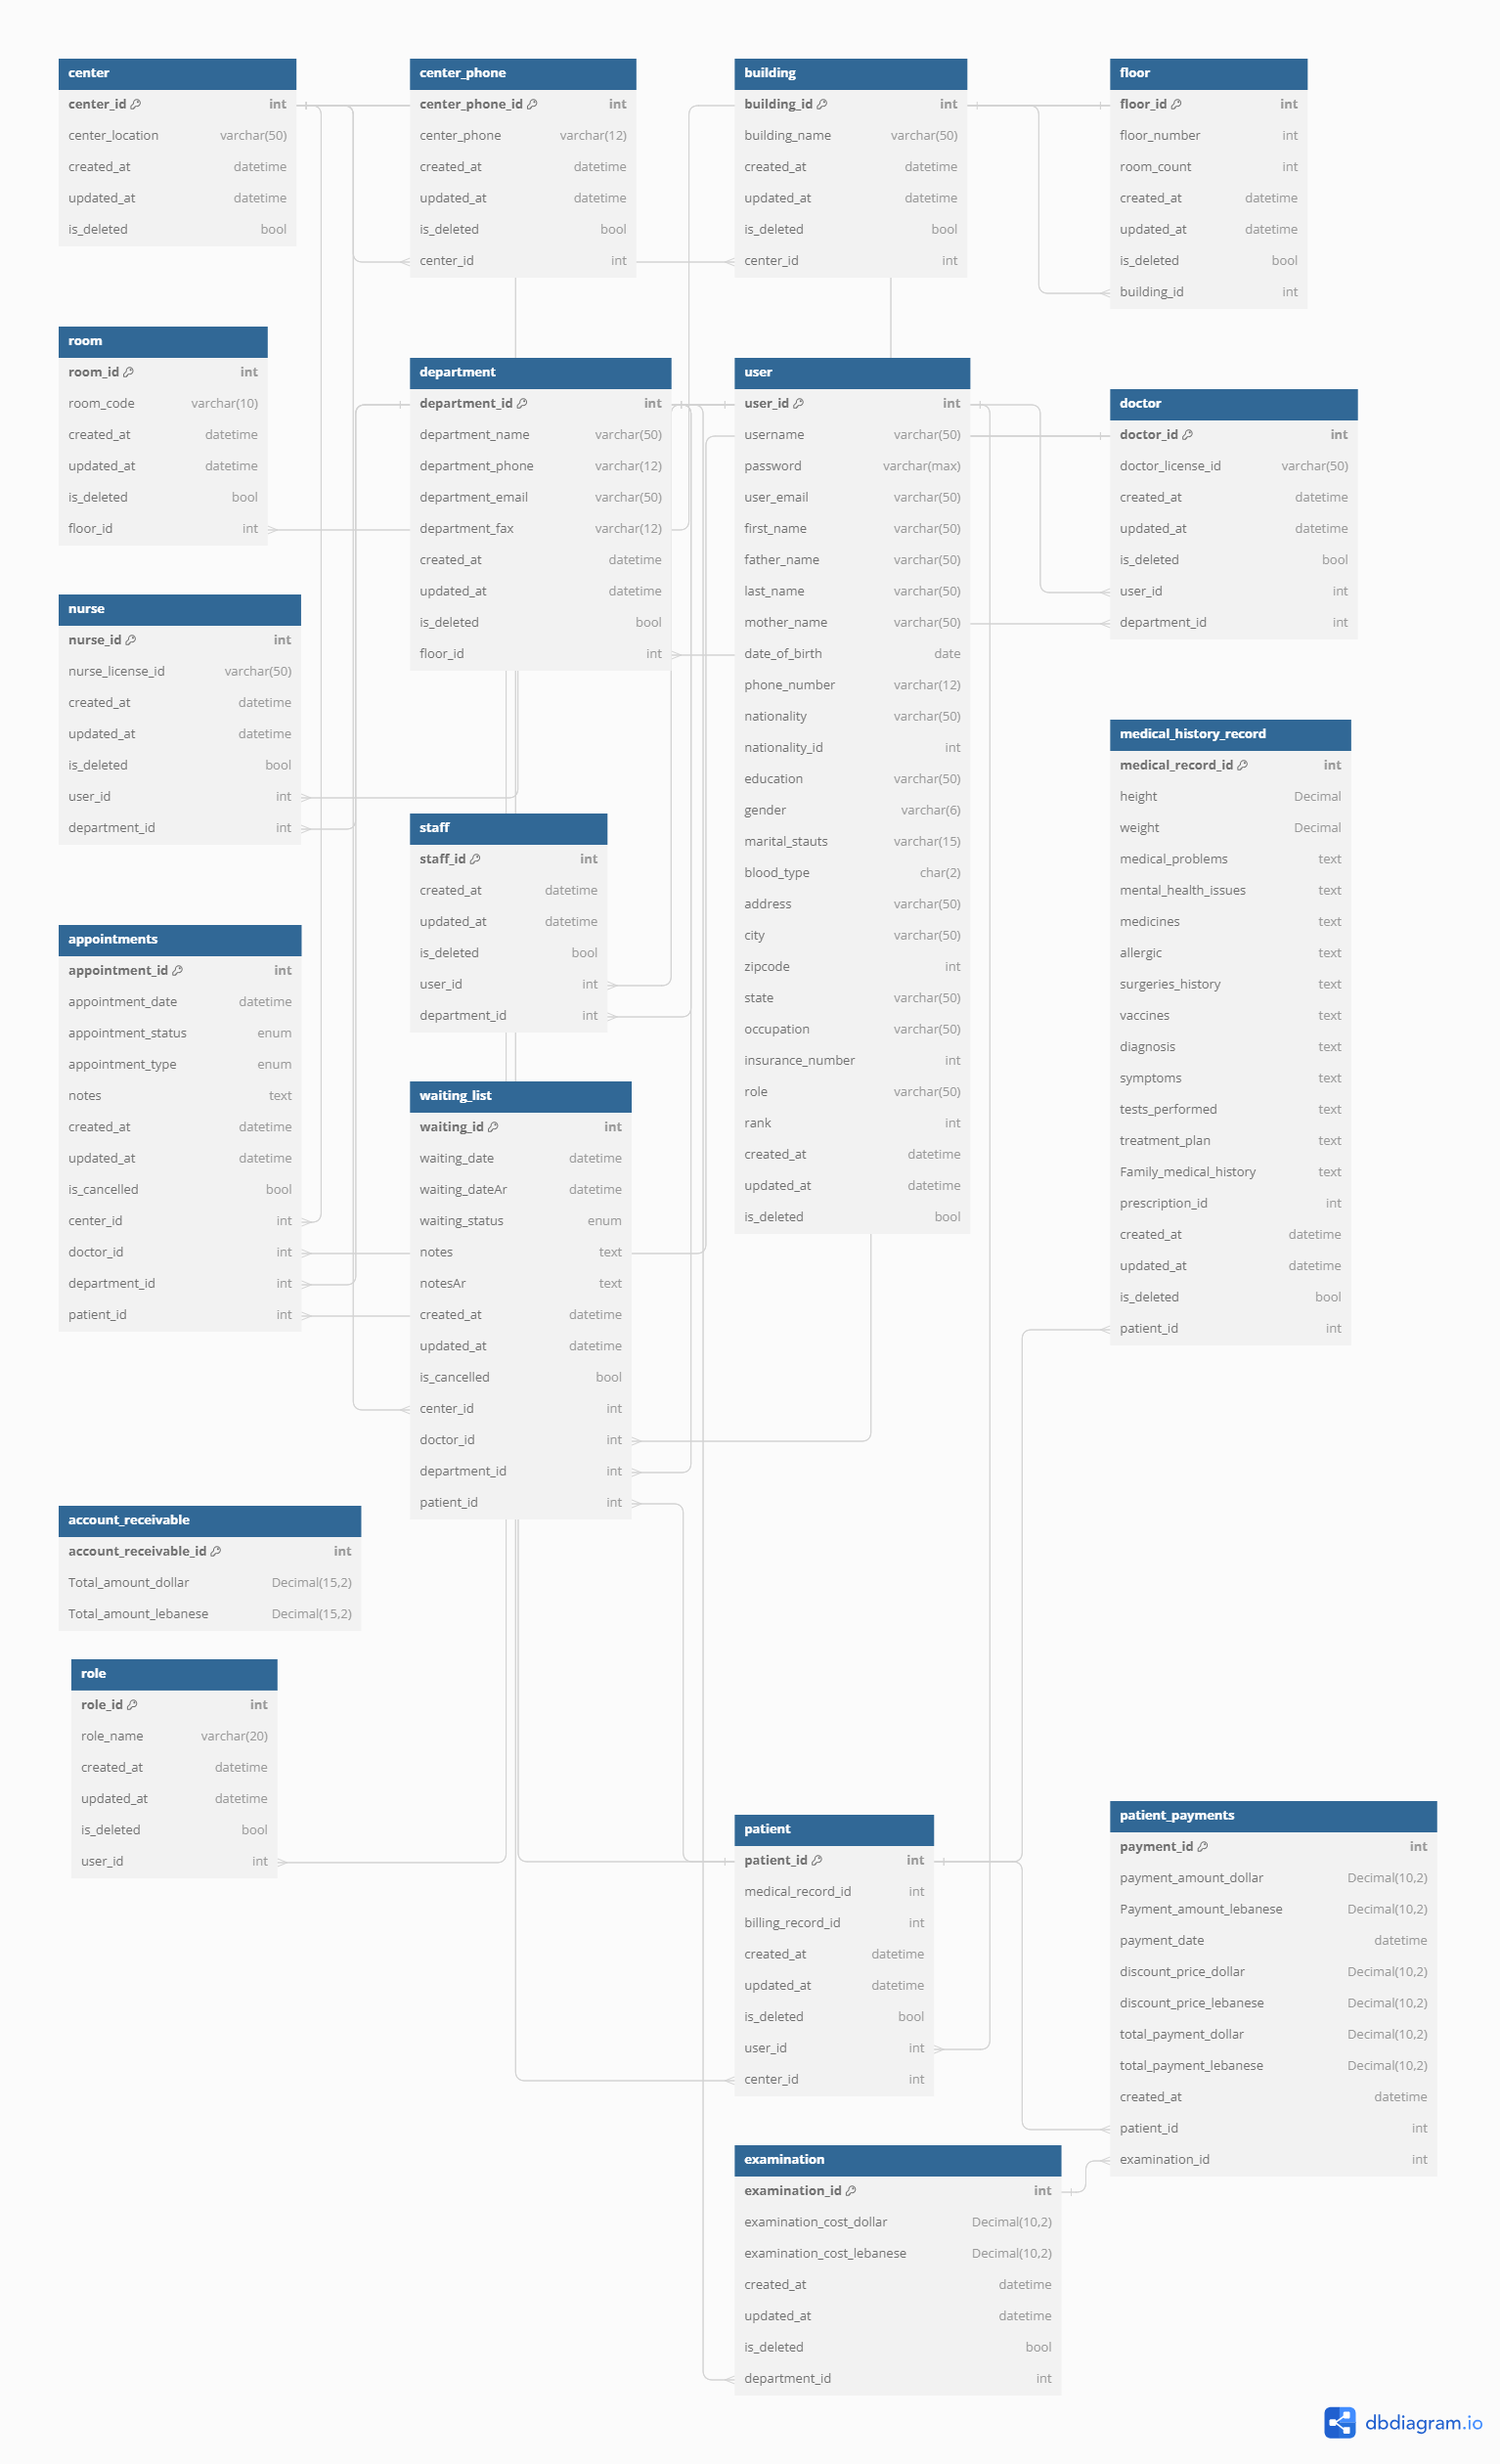 center
center_id int
center_location varchar(50)
created_at datetime
updated_at datetime
is_deleted bool
center_phone
center_phone_id int
center_phone varchar(12)
created_at datetime
updated_at datetime
is_deleted bool
center_id int
building
building_id int
building_name varchar(50)
created_at datetime
updated_at datetime
is_deleted bool
center_id int
floor
floor_id int
floor_number int
room_count int
created_at datetime
updated_at datetime
is_deleted bool
building_id int
room
room_id int
room_code varchar(10)
created_at datetime
updated_at datetime
is_deleted bool
floor_id int
department
department_id int
department_name varchar(50)
department_phone varchar(12)
department_email varchar(50)
department_fax varchar(12)
created_at datetime
updated_at datetime
is_deleted bool
floor_id int
user
user_id int
username varchar(50)
password varchar(max)
user_email varchar(50)
first_name varchar(50)
father_name varchar(50)
last_name varchar(50)
mother_name varchar(50)
date_of_birth date
phone_number varchar(12)
nationality varchar(50)
nationality_id int
education varchar(50)
gender varchar(6)
marital_stauts varchar(15)
blood_type char(2)
address varchar(50)
city varchar(50)
zipcode int
state varchar(50)
occupation varchar(50)
insurance_number int
role varchar(50)
rank int
created_at datetime
updated_at datetime
is_deleted bool
doctor
doctor_id int
doctor_license_id varchar(50)
created_at datetime
updated_at datetime
is_deleted bool
user_id int
department_id int
nurse
nurse_id int
nurse_license_id varchar(50)
created_at datetime
updated_at datetime
is_deleted bool
user_id int
department_id int
medical_history_record
medical_record_id int
height Decimal
weight Decimal
medical_problems text
mental_health_issues text
medicines text
allergic text
surgeries_history text
vaccines text
diagnosis text
symptoms text
tests_performed text
treatment_plan text
Family_medical_history text
prescription_id int
created_at datetime
updated_at datetime
is_deleted bool
patient_id int
staff
staff_id int
created_at datetime
updated_at datetime
is_deleted bool
user_id int
department_id int
appointments
appointment_id int
appointment_date datetime
appointment_status enum
appointment_type enum
notes text
created_at datetime
updated_at datetime
is_cancelled bool
center_id int
doctor_id int
department_id int
patient_id int
waiting_list
waiting_id int
waiting_date datetime
waiting_dateAr datetime
waiting_status enum
notes text
notesAr text
created_at datetime
updated_at datetime
is_cancelled bool
center_id int
doctor_id int
department_id int
patient_id int
account_receivable
account_receivable_id int
Total_amount_dollar Decimal(15,2)
Total_amount_lebanese Decimal(15,2)
role
role_id int
role_name varchar(20)
created_at datetime
updated_at datetime
is_deleted bool
user_id int
patient
patient_id int
medical_record_id int
billing_record_id int
created_at datetime
updated_at datetime
is_deleted bool
user_id int
center_id int
patient_payments
payment_id int
payment_amount_dollar Decimal(10,2)
Payment_amount_lebanese Decimal(10,2)
payment_date datetime
discount_price_dollar Decimal(10,2)
discount_price_lebanese Decimal(10,2)
total_payment_dollar Decimal(10,2)
total_payment_lebanese Decimal(10,2)
created_at datetime
patient_id int
examination_id int
examination
examination_id int
examination_cost_dollar Decimal(10,2)
examination_cost_lebanese Decimal(10,2)
created_at datetime
updated_at datetime
is_deleted bool
department_id int
dbdiagram.io